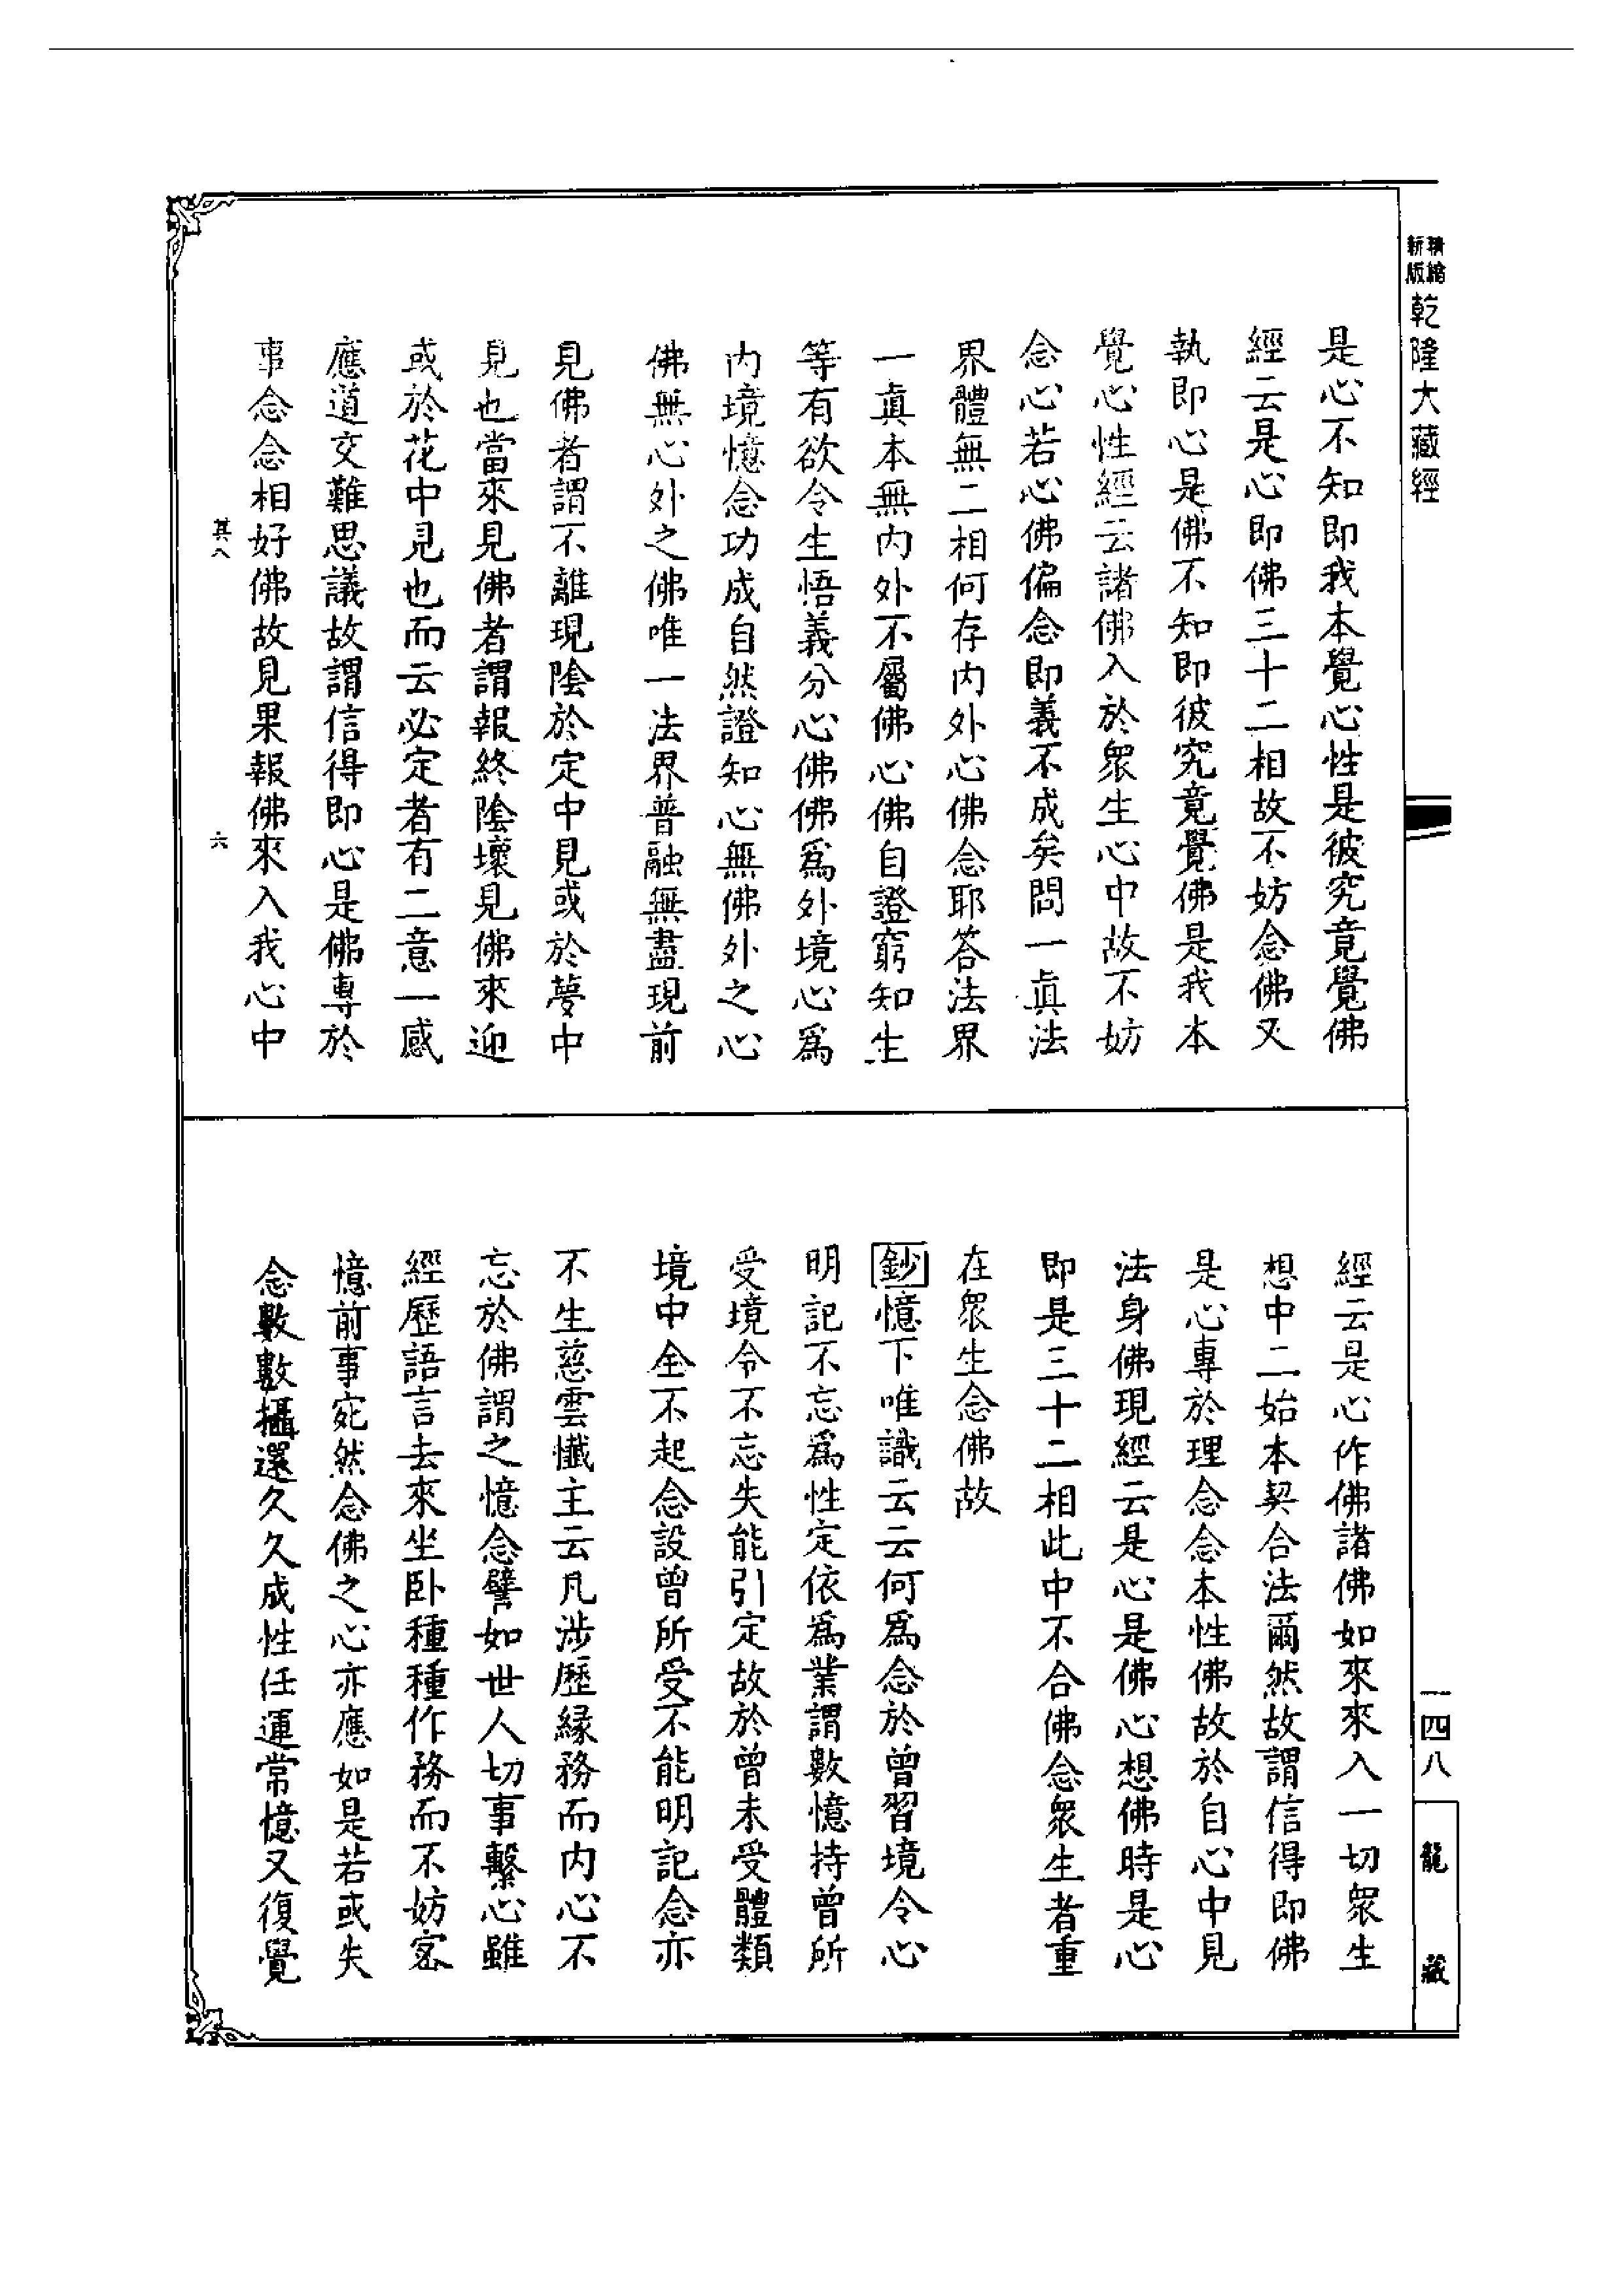 精縮
新版
乾隆大藏經
是心不知即我本覺心性是彼究竟覺佛
經云是心即佛三十二相故不妨念佛又
執即心是佛不知即彼究竟覺佛是我本
覺心性經云諸佛入於衆生心中故不妨
念心若心佛偏念即義不成矣問一眞法
界體無二相何存内外心佛念耶答法界
一眞本無内外不屬佛心佛自證窮知生
等有欲令生悟義分心佛佛爲外境心爲
内境憶念功成自然證知心無佛外之心
佛無心外之佛唯一法界普融無盡現前
見佛者謂不離現陰於定中見或於夢中
見也當來見佛者謂報終陰壞見佛來迎
或於花中見也而云必定者有二意一感
應道交難思議故謂信得即心是佛專於
事念念相好佛故見果報佛來入我心中
其八
六
經云是心作佛諸佛如來來入一切衆生
想中二始本契合法爾然故謂信得即佛
是心專於理念念本性佛故於自心中見
法身佛現經云是心是佛心想佛時是心
即是三十二相此中不合佛念衆生者重
在衆生念佛故
鈔憶下唯識云云何爲念於曾習境令心
明記不忘爲性定依爲業謂數憶持曾所
受境令不忘失能引定故於曾未受體類
境中全不起念設曾所受不能明記念亦
不生慈雲懺主云凡涉歷緣務而内心不
忘於佛謂之憶念譬如世人切事繫心雖
經歷語言去來坐卧種種作務而不妨客
憶前事宛然念佛之心亦應如是若或失
念數數攝還久久成性任運常憶又復覺
一四八
龍藏